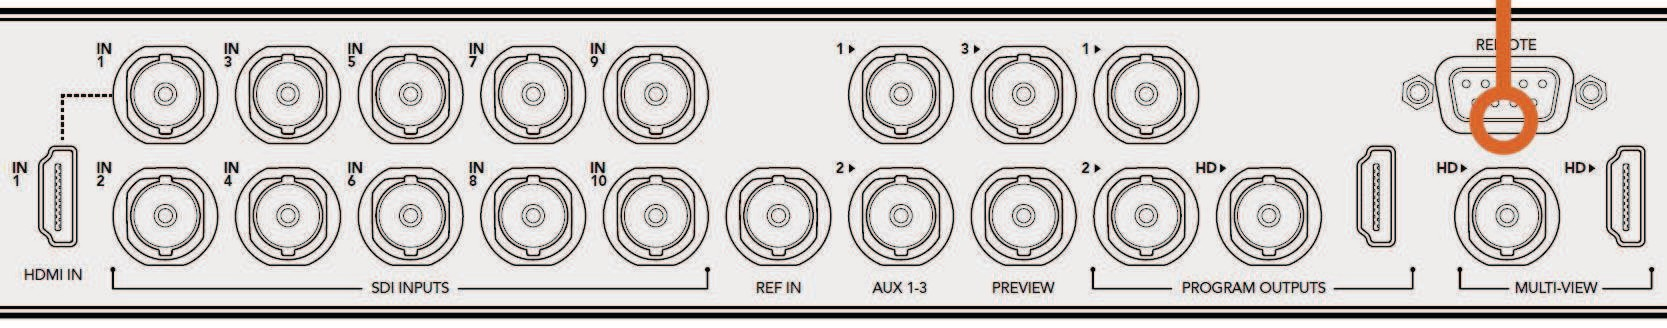 IN 1
IN 3
IN 5
IN 7
IN 9
1
3
1
REMOTE
IN 1
IN 2
IN 4
IN 6
IN 8
IN 10
2
2
HD
HD
HD
HDMI IN
SDI INPUTS
REF IN
AUX 1-3
PREVIEW
PROGRAM OUTPUTS
MULTI-VIEW